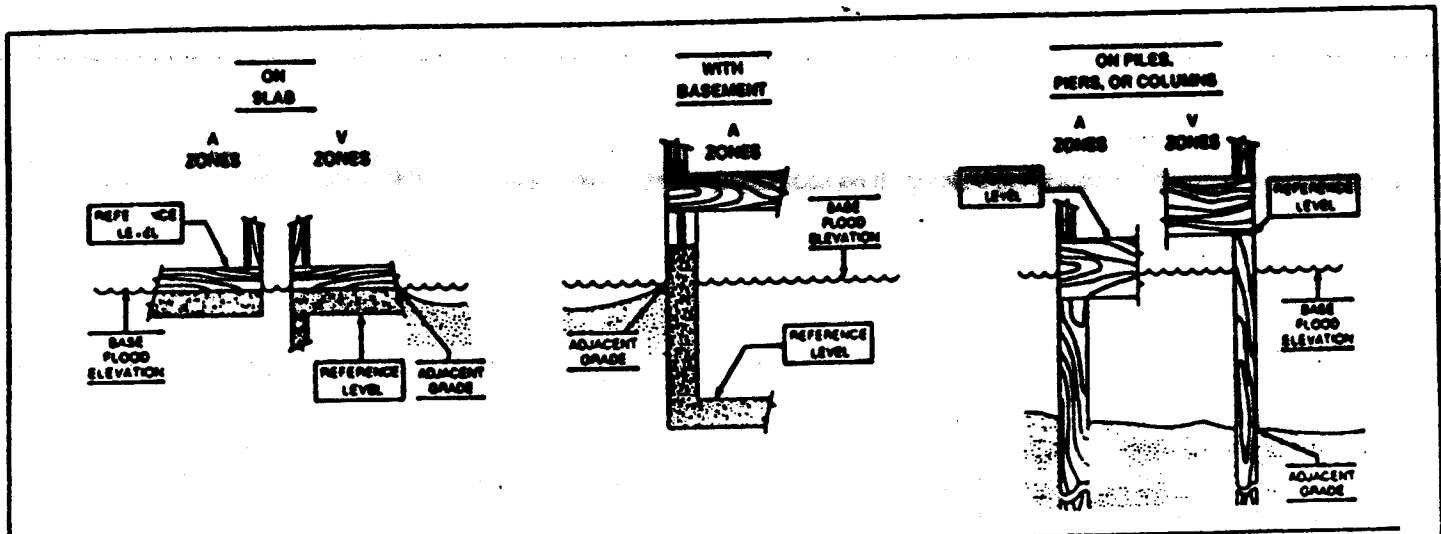 ON
SLAB
A
ZONES
V
ZONES
LEVEL
BASE
FLOOD
ELEVATION
REFERENCE
LEVEL
ADJACENT
GRADE
WITH
BASEMENT
A
ZONES
BASE
FLOOD
ELEVATION
ADJACENT
GRADE
REFERENCE
LEVEL
ON PILES,
PIERS, OR COLUMNS
A
ZONES
V
ZONES
REFERENCE
LEVEL
REFERENCE
LEVEL
BASE
FLOOD
ELEVATION
ADJACENT
GRADE